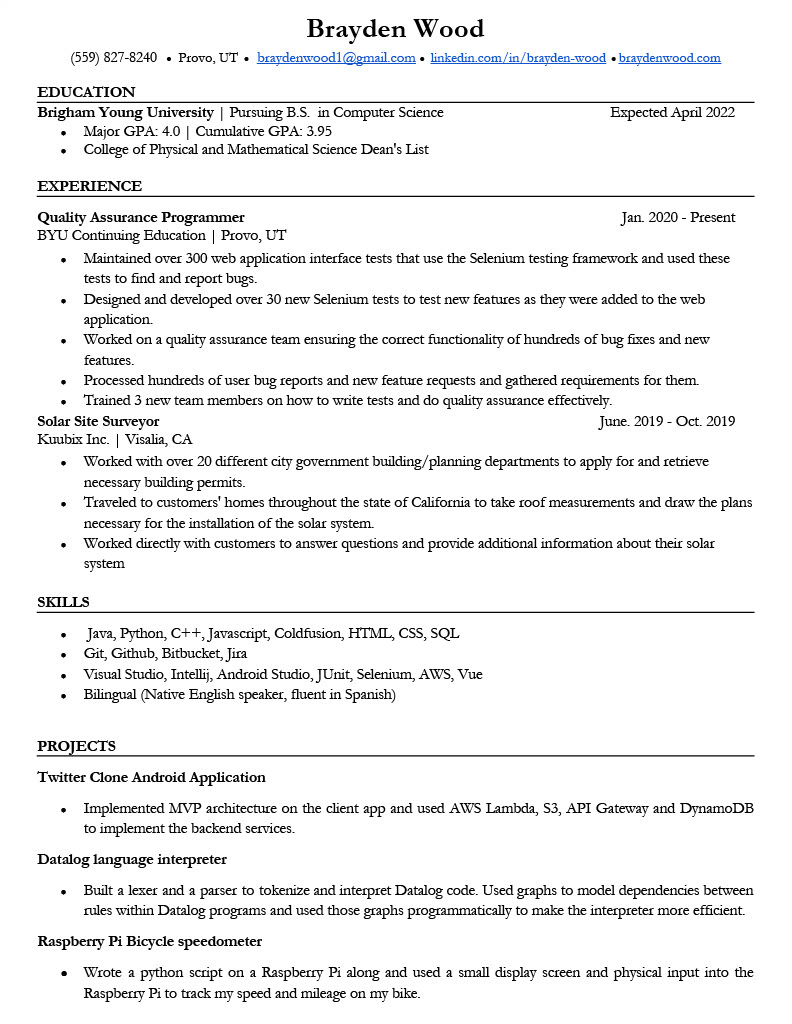 Brayden Wood
(559) 827-8240 • Provo, UT • braydenwood1@gmail.com • linkedin.com/in/brayden-wood • braydenwood.com
EDUCATION
Brigham Young University | Pursuing B.S. in Computer Science Expected April 2022
• Major GPA: 4.0 | Cumulative GPA: 3.95
• College of Physical and Mathematical Science Dean's List
EXPERIENCE
Quality Assurance Programmer Jan. 2020 - Present
BYU Continuing Education | Provo, UT
• Maintained over 300 web application interface tests that use the Selenium testing framework and used these
tests to find and report bugs.
• Designed and developed over 30 new Selenium tests to test new features as they were added to the web
application.
• Worked on a quality assurance team ensuring the correct functionality of hundreds of bug fixes and new
features.
• Processed hundreds of user bug reports and new feature requests and gathered requirements for them.
• Trained 3 new team members on how to write tests and do quality assurance effectively.
Solar Site Surveyor June. 2019 - Oct. 2019
Kuubix Inc. | Visalia, CA
• Worked with over 20 different city government building/planning departments to apply for and retrieve
necessary building permits.
• Traveled to customers' homes throughout the state of California to take roof measurements and draw the plans
necessary for the installation of the solar system.
• Worked directly with customers to answer questions and provide additional information about their solar
system
SKILLS
• Java, Python, C++, Javascript, Coldfusion, HTML, CSS, SQL
• Git, Github, Bitbucket, Jira
• Visual Studio, Intellij, Android Studio, JUnit, Selenium, AWS, Vue
• Bilingual (Native English speaker, fluent in Spanish)
PROJECTS
Twitter Clone Android Application
• Implemented MVP architecture on the client app and used AWS Lambda, S3, API Gateway and DynamoDB
to implement the backend services.
Datalog language interpreter
• Built a lexer and a parser to tokenize and interpret Datalog code. Used graphs to model dependencies between
rules within Datalog programs and used those graphs programmatically to make the interpreter more efficient.
Raspberry Pi Bicycle speedometer
• Wrote a python script on a Raspberry Pi along and used a small display screen and physical input into the
Raspberry Pi to track my speed and mileage on my bike.